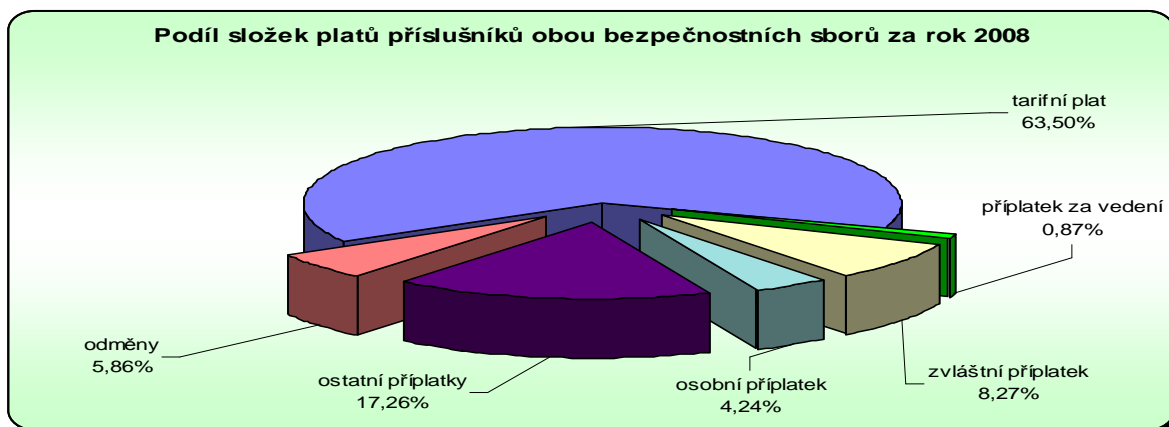 Podíl složek platů příslušníků obou bezpečnostních sborů za rok 2008
tarifní plat
63,50%
příplatek za vedení
0,87%
zvláštní příplatek
8,27%
osobní příplatek
4,24%
ostatní příplatky
17,26%
odměny
5,86%